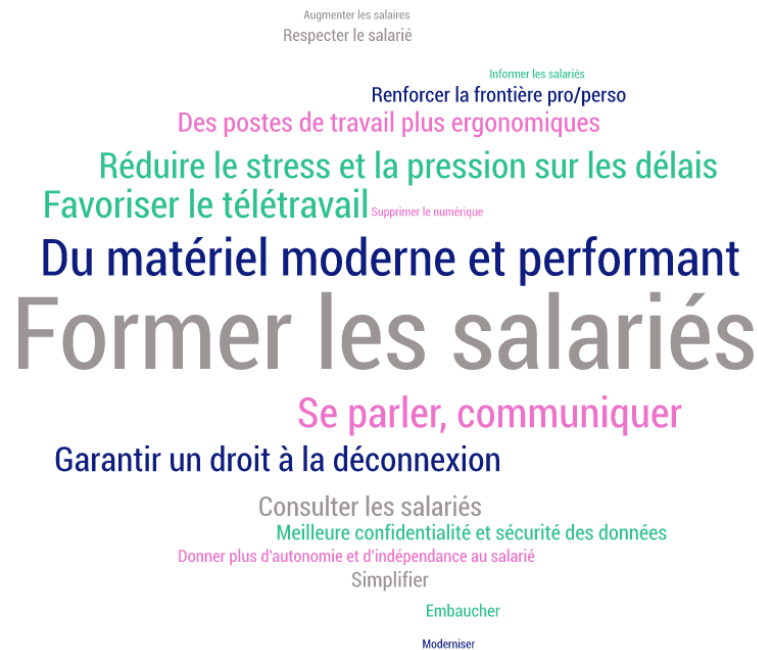 Augmenter les salaires
Respecter le salarié
Informer les salariés
Renforcer la frontière pro/perso
Des postes de travail plus ergonomiques
Réduire le stress et la pression sur les délais
Favoriser le télétravail
Supprimer le numérique
Du matériel moderne et performant
Former les salariés
Se parler, communiquer
Garantir un droit à la déconnexion
Consulter les salariés
Meilleure confidentialité et sécurité des données
Donner plus d'autonomie et d'indépendance au salarié
Simplifier
Embaucher
Moderniser